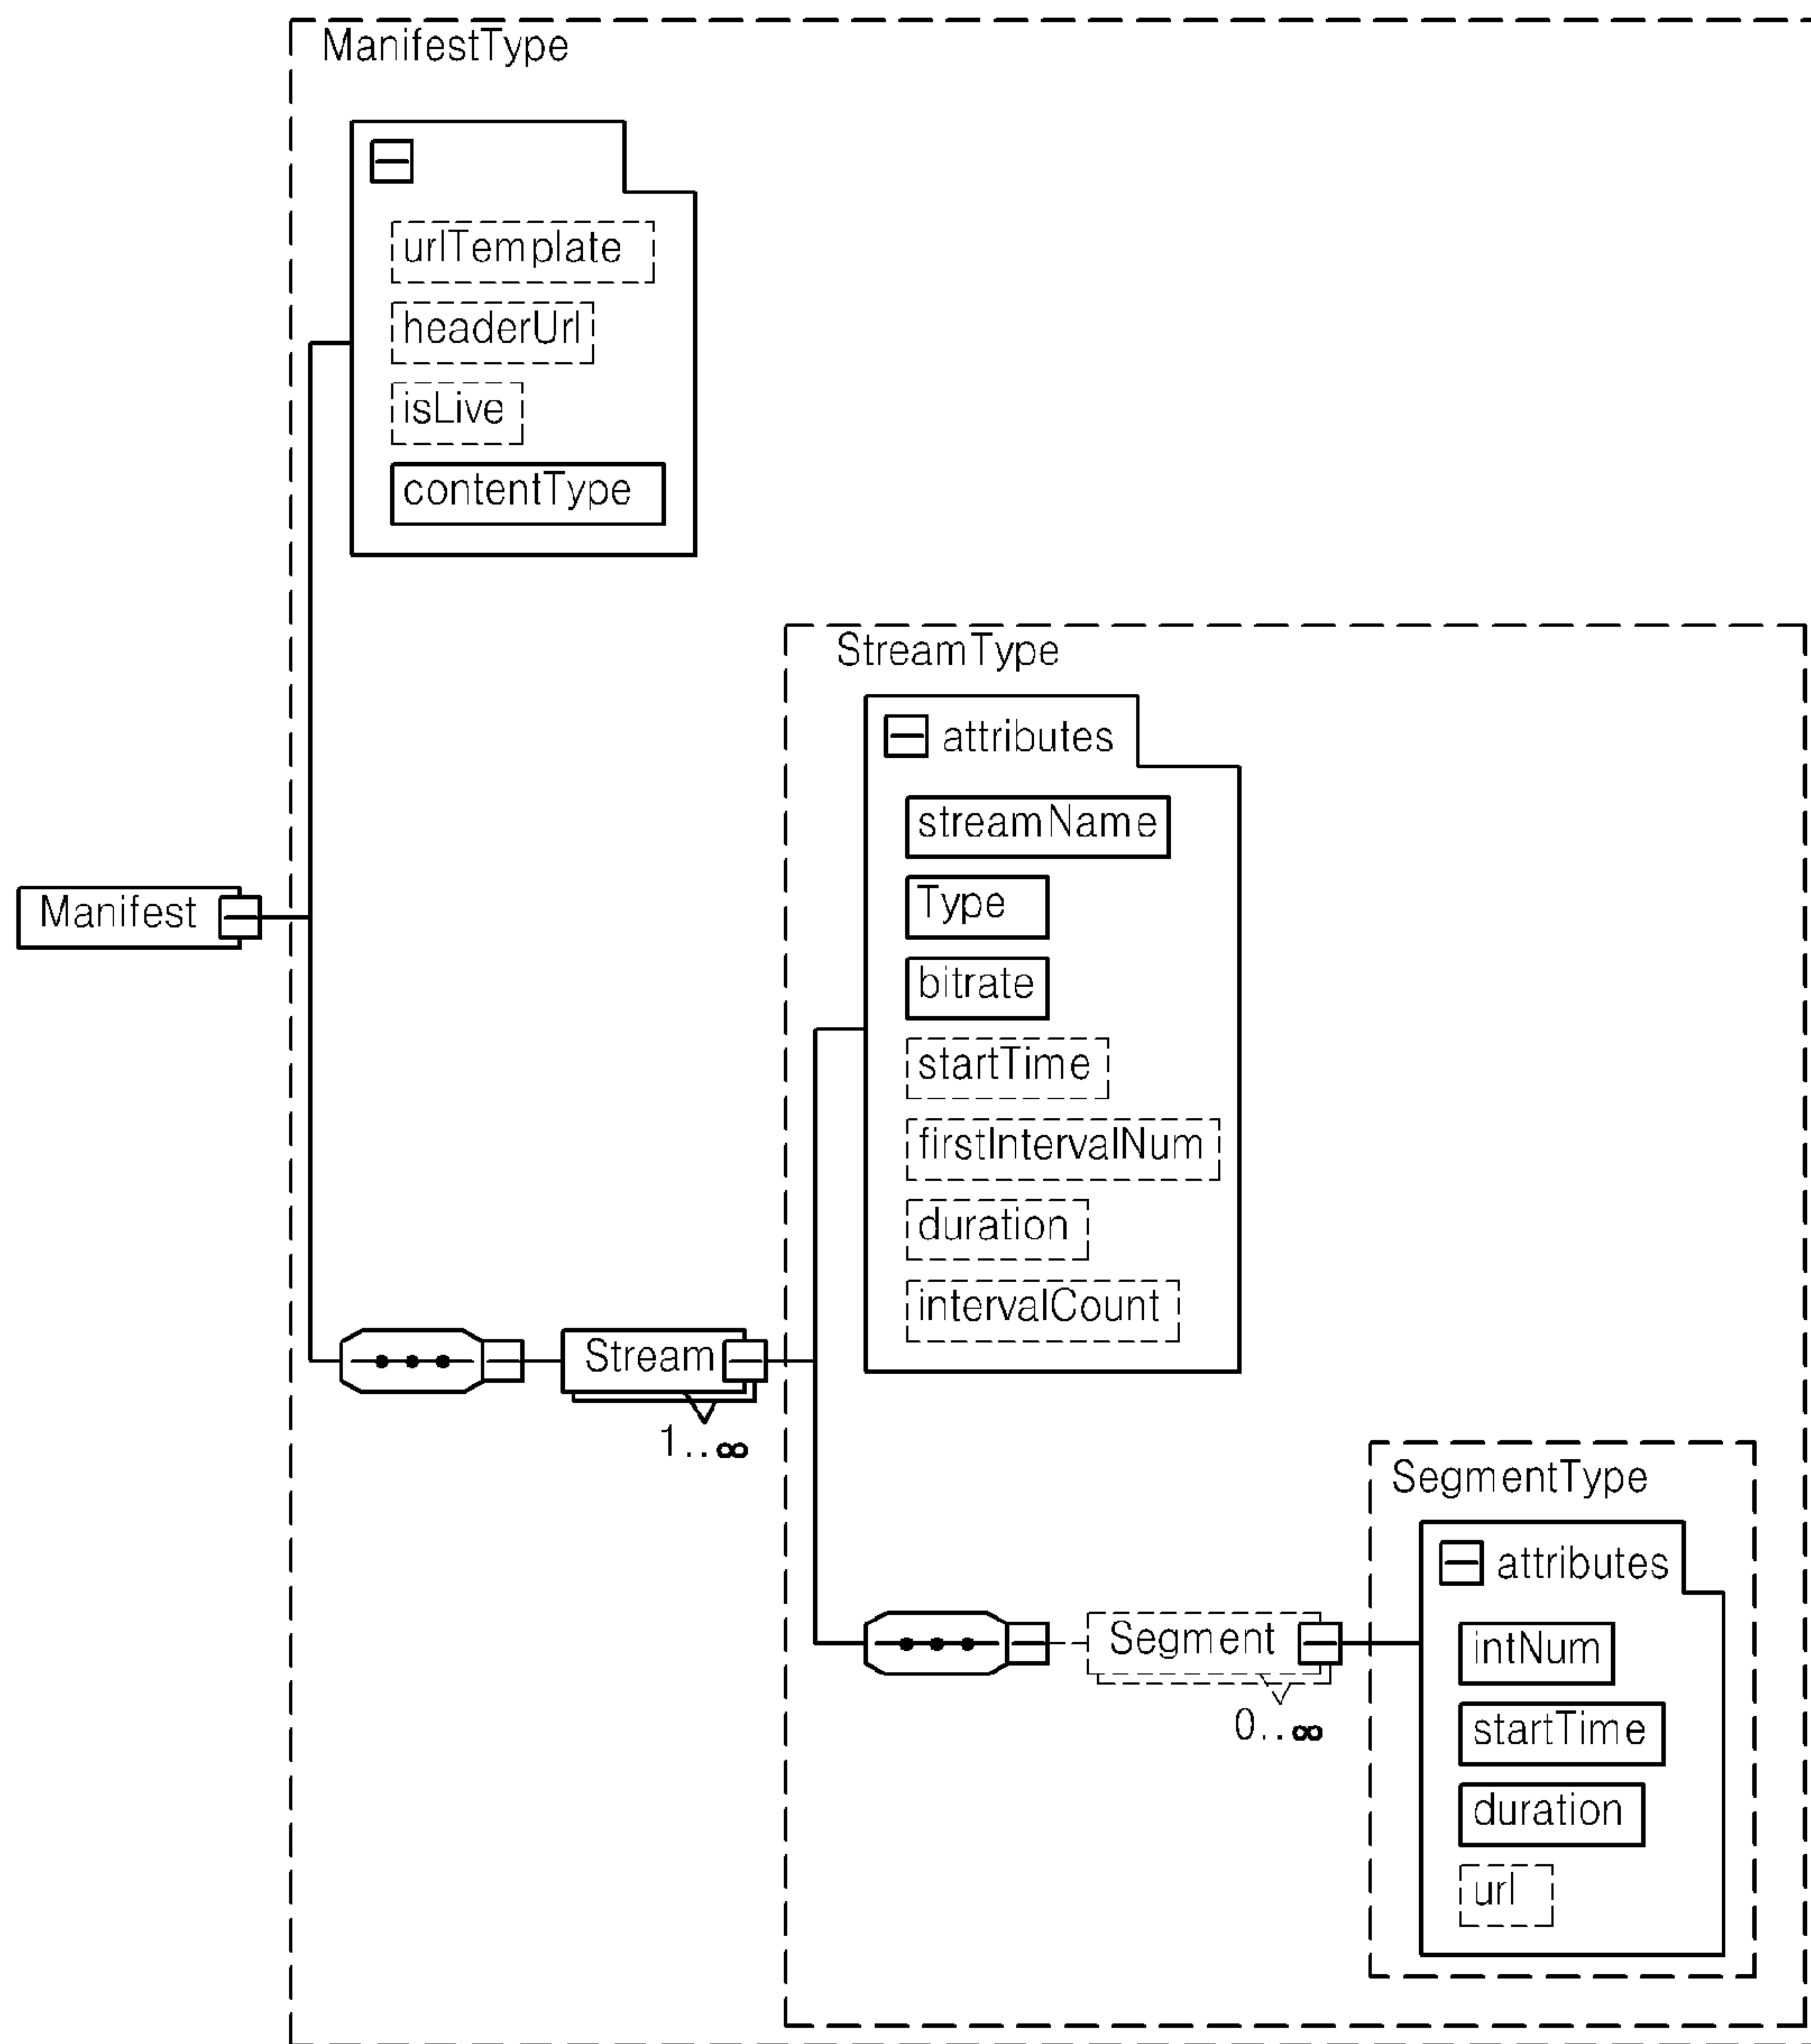 ManifestType
urlTemplate
headerUrl
isLive
contentType
StreamType
attributes
streamName
Type
bitrate
startTime
firstIntervalNum
duration
intervalCount
Manifest
Stream
1..∞
SegmentType
attributes
intNum
startTime
duration
url
Segment
0..∞